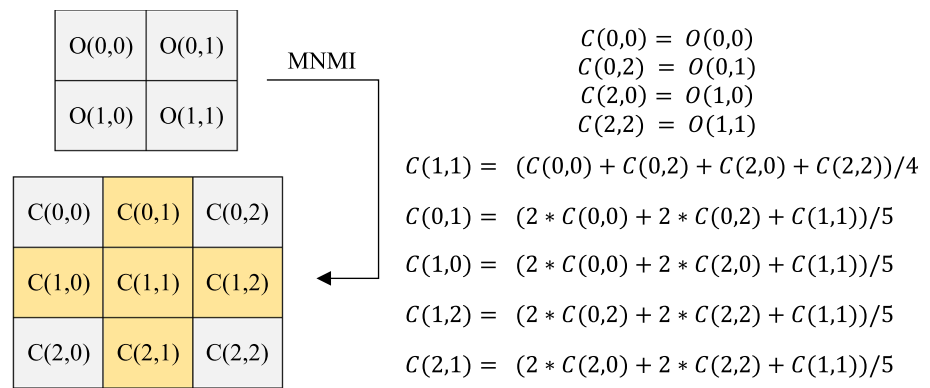 O(0,0) O(0,1)
O(1,0) O(1,1)
MNMI
C(0,0) C(0,1) C(0,2)
C(1,0) C(1,1) C(1,2)
C(2,0) C(2,1) C(2,2)
C(0,0) = O(0,0)
C(0,2) = O(0,1)
C(2,0) = O(1,0)
C(2,2) = O(1,1)
C(1,1) = (C(0,0) + C(0,2) + C(2,0) + C(2,2))/4
C(0,1) = (2 * C(0,0) + 2 * C(0,2) + C(1,1))/5
C(1,0) = (2 * C(0,0) + 2 * C(2,0) + C(1,1))/5
C(1,2) = (2 * C(0,2) + 2 * C(2,2) + C(1,1))/5
C(2,1) = (2 * C(2,0) + 2 * C(2,2) + C(1,1))/5